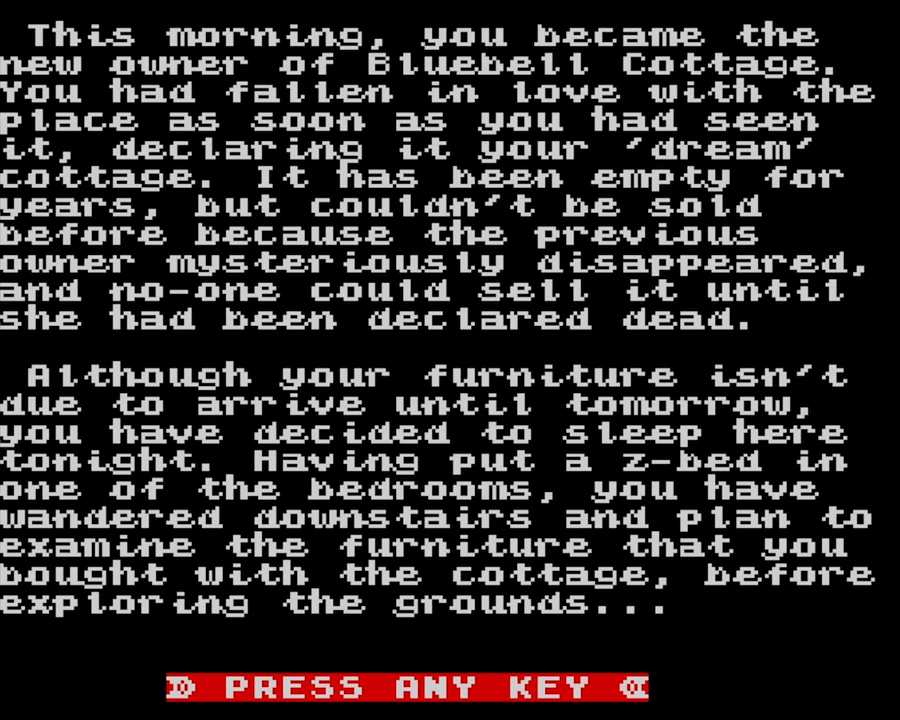 This morning, you became the
new owner of Bluebell Cottage.
You had fallen in love with the
place as soon as you had seen
it, declaring it your 'dream'
cottage. It has been empty for
years, but couldn't be sold
before because the previous
owner mysteriously disappeared,
and no-one could sell it until
she had been declared dead.
Although your furniture isn't
due to arrive until tomorrow,
you have decided to sleep here
tonight. Having put a z-bed in
one of the bedrooms, you have
wandered downstairs and plan to
examine the furniture that you
bought with the cottage, before
exploring the grounds...
PRESS ANY KEY